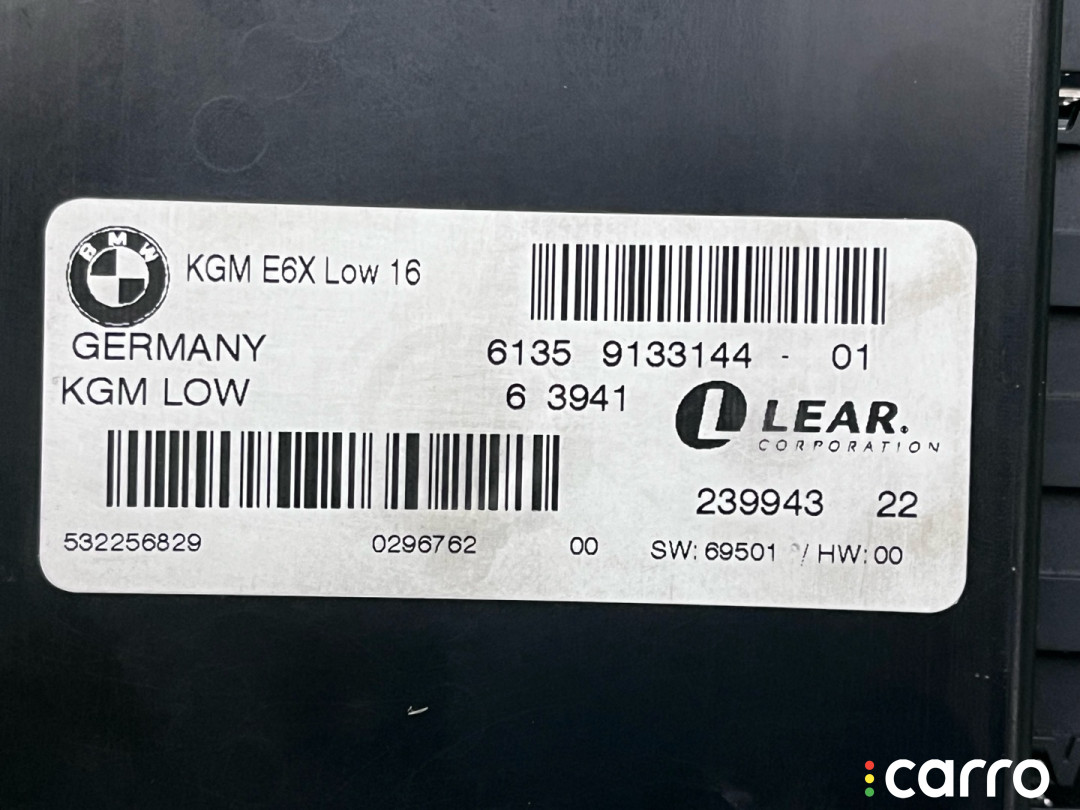 BMW
KGM E6X Low 16
GERMANY
KGM LOW
6135 9133144 - 01
6 3941
LEAR.
CORPORATION
239943 22
532256829 0296762 00
SW: 69501 / HW: 00
carro